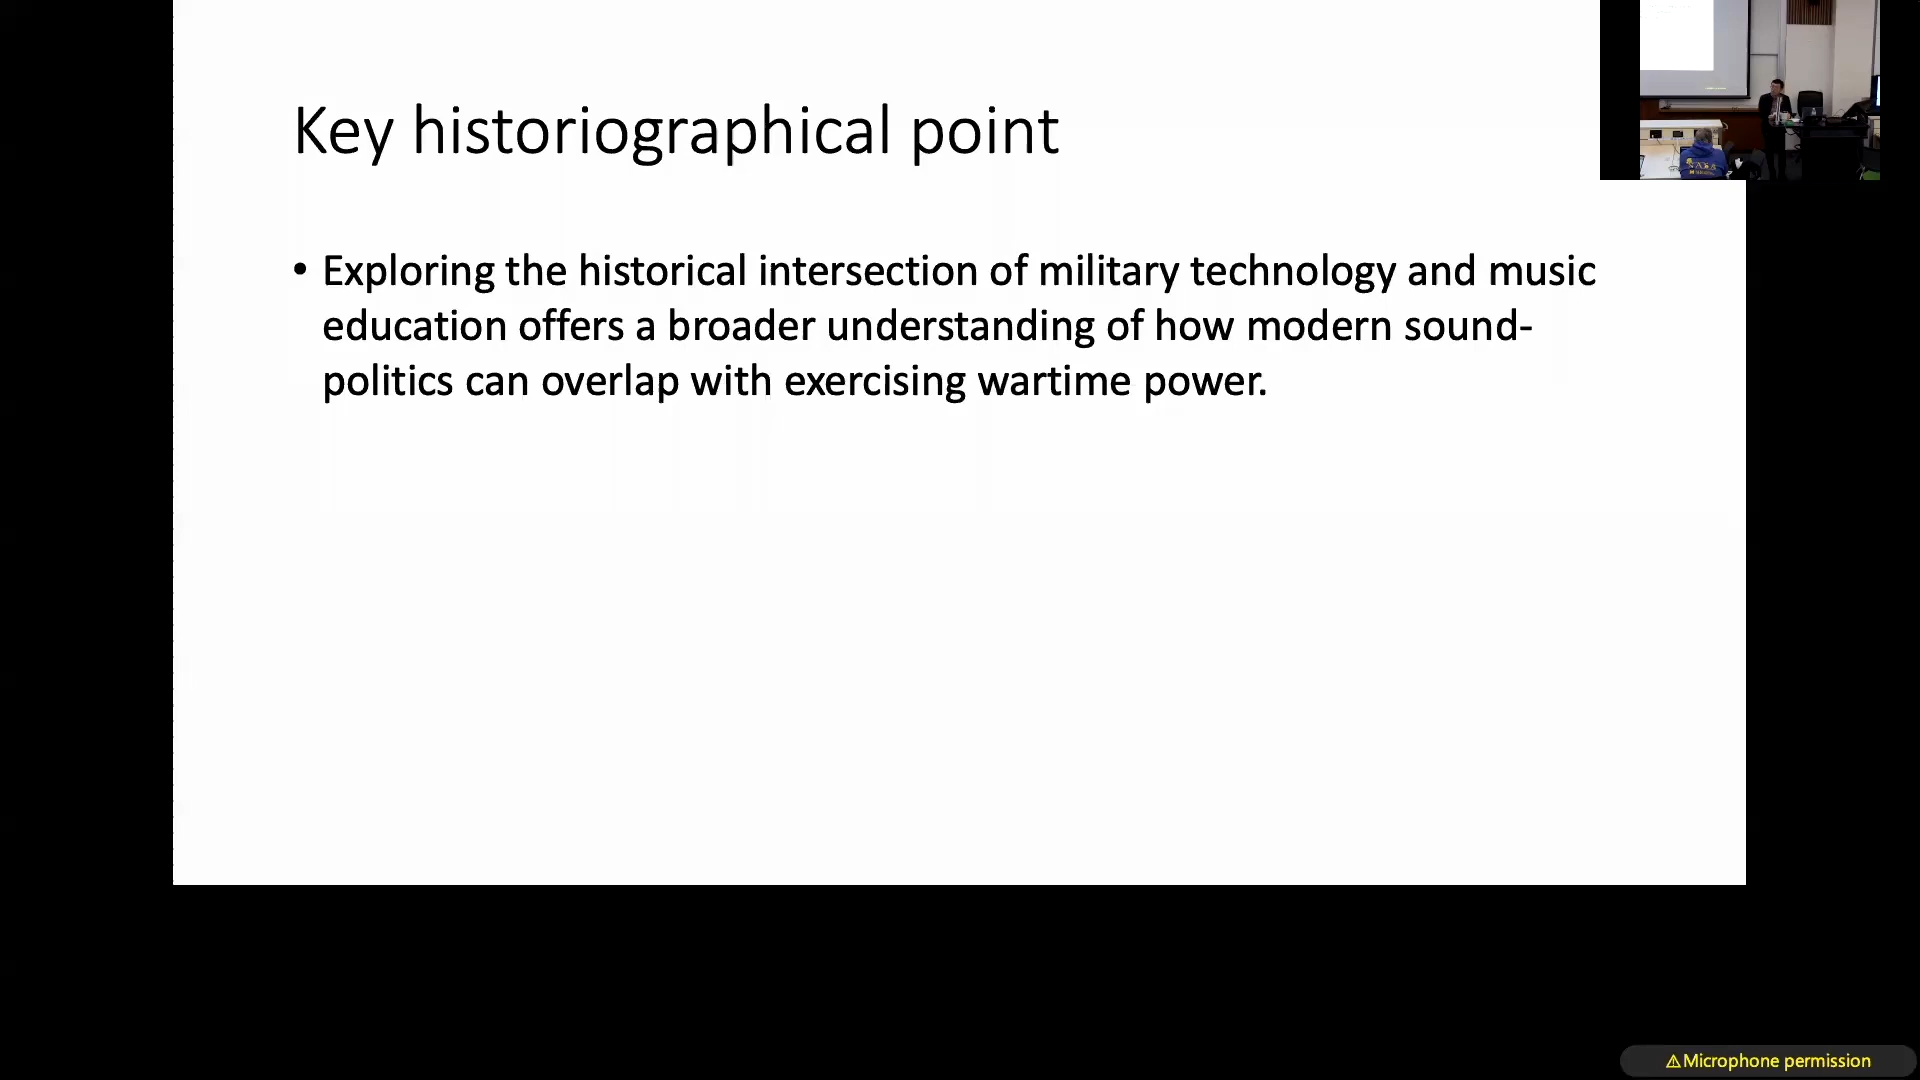 Key historiographical point
• Exploring the historical intersection of military technology and music
education offers a broader understanding of how modern sound-
politics can overlap with exercising wartime power.
NASA
⚠Microphone permission